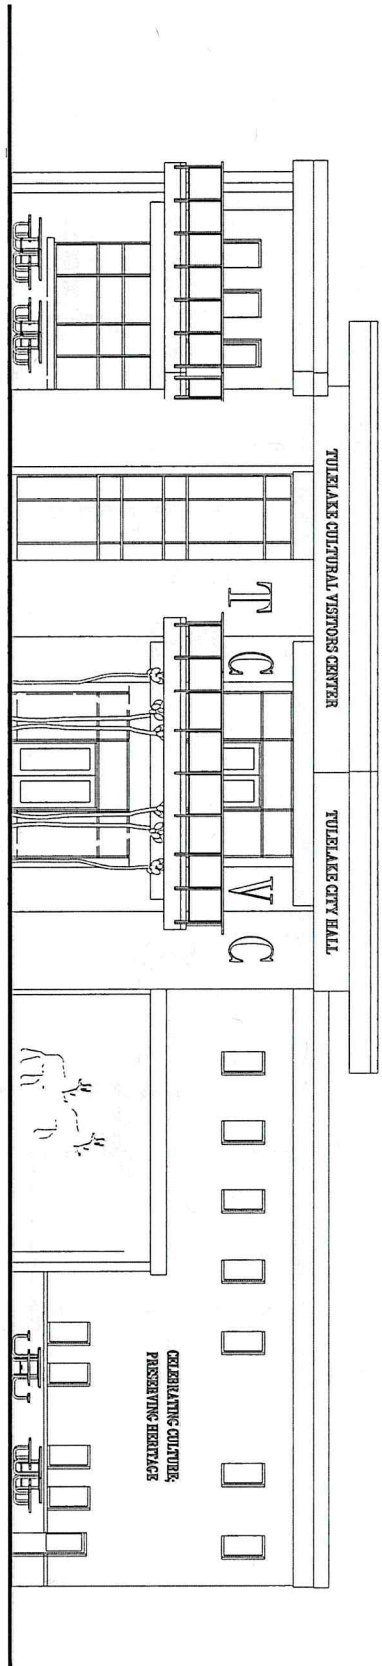 TULELAKE CULTURAL VISITORS CENTER
TULELAKE CITY HALL
T C V C
CELEBRATING CULTURE,
PRESERVING HERITAGE